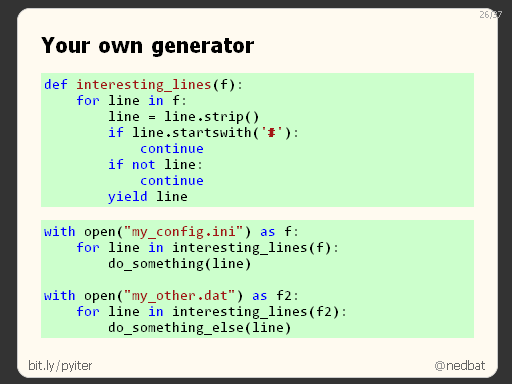 26/37
Your own generator
def interesting_lines(f):
    for line in f:
        line = line.strip()
        if line.startswith('#'):
            continue
        if not line:
            continue
        yield line
with open("my_config.ini") as f:
    for line in interesting_lines(f):
        do_something(line)
with open("my_other.dat") as f2:
    for line in interesting_lines(f2):
        do_something_else(line)
bit.ly/pyiter
@nedbat